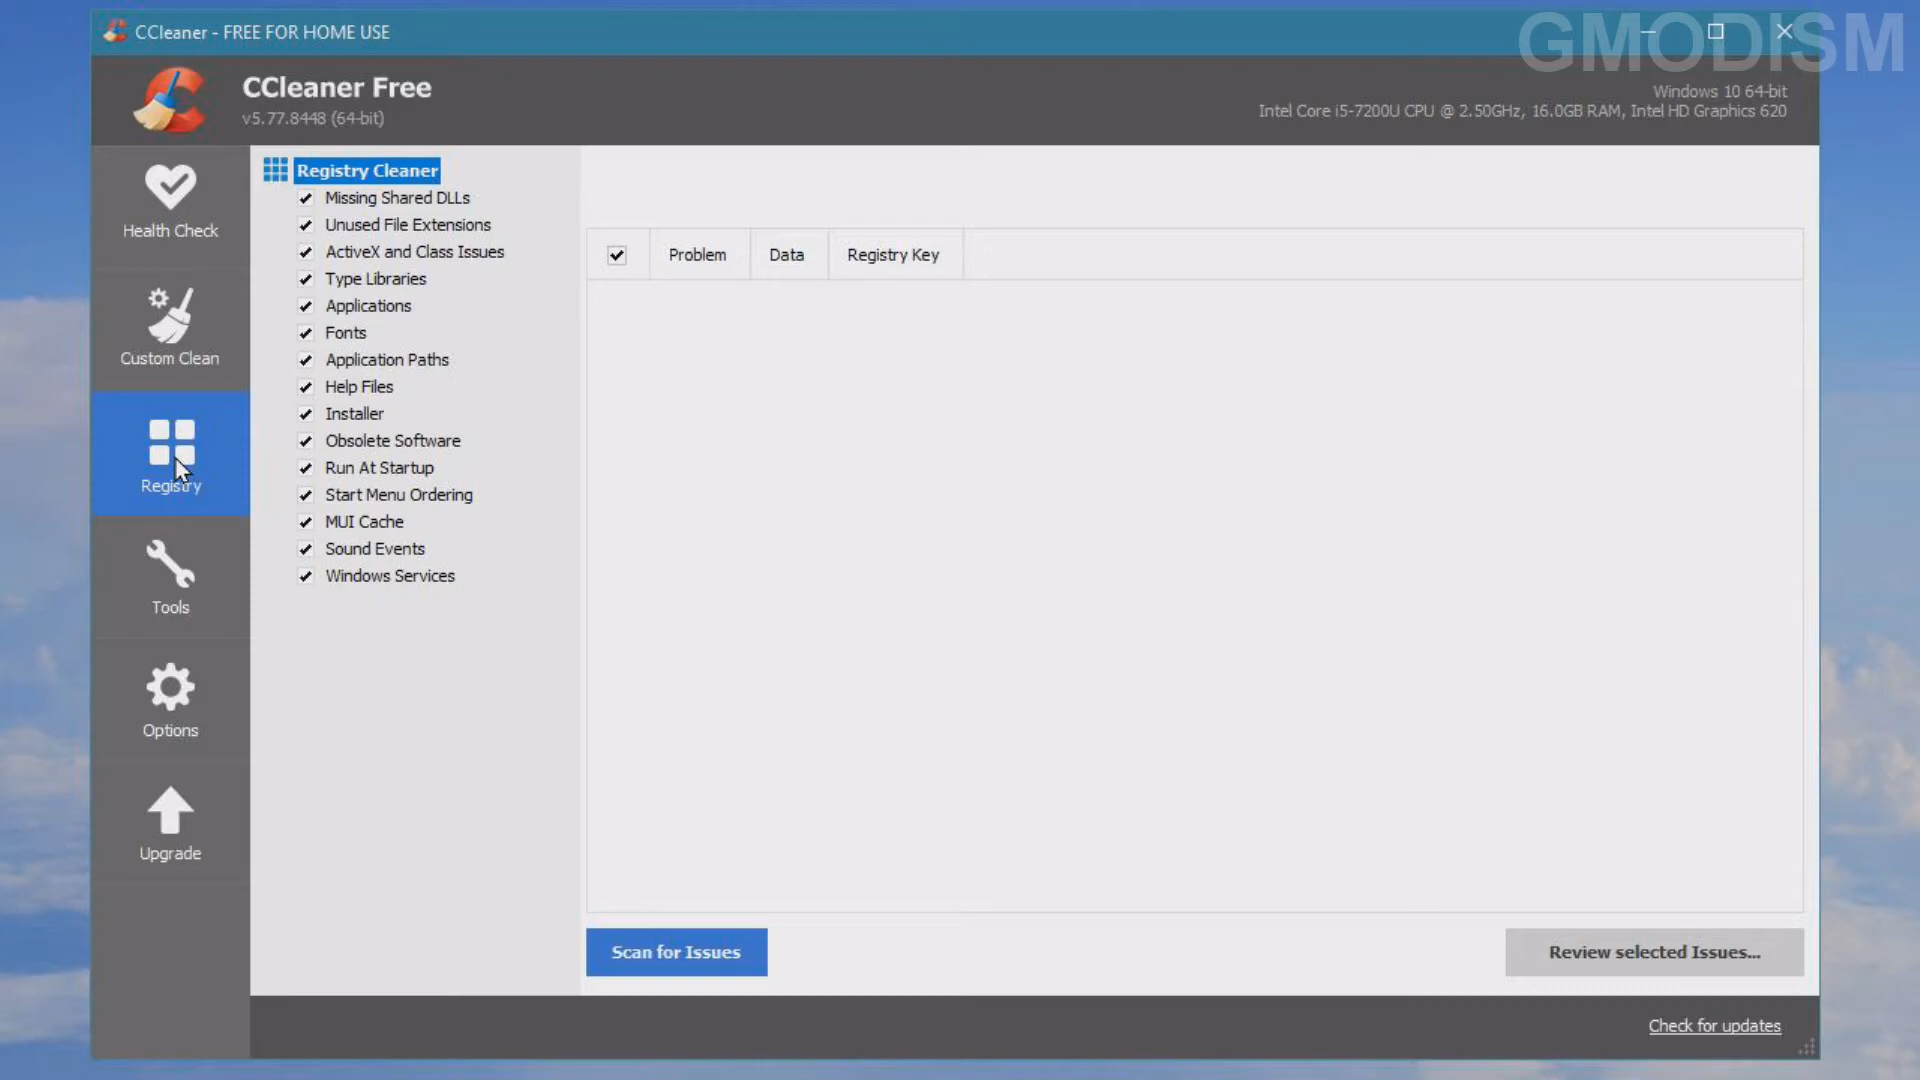 CCleaner - FREE FOR HOME USE
GMODISM
CCleaner Free
v5.77.8448 (64-bit)
Windows 10 64-bit
Intel Core i5-7200U CPU @ 2.50GHz, 16.0GB RAM, Intel HD Graphics 620
Health Check
Custom Clean
Registry
Tools
Options
Upgrade
Registry Cleaner
Missing Shared DLLs
Unused File Extensions
ActiveX and Class Issues
Type Libraries
Applications
Fonts
Application Paths
Help Files
Installer
Obsolete Software
Run At Startup
Start Menu Ordering
MUI Cache
Sound Events
Windows Services
Problem Data Registry Key
Scan for Issues
Review selected Issues...
Check for updates